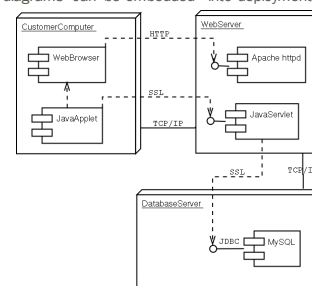 diagrams can be embedded into deployment
CustomerComputer
WebServer
HTTP
WebBrowser
Apache httpd
SSL
JavaApplet
JavaServlet
TCP/IP
SSL
DatabaseServer
JDBC
MySQL